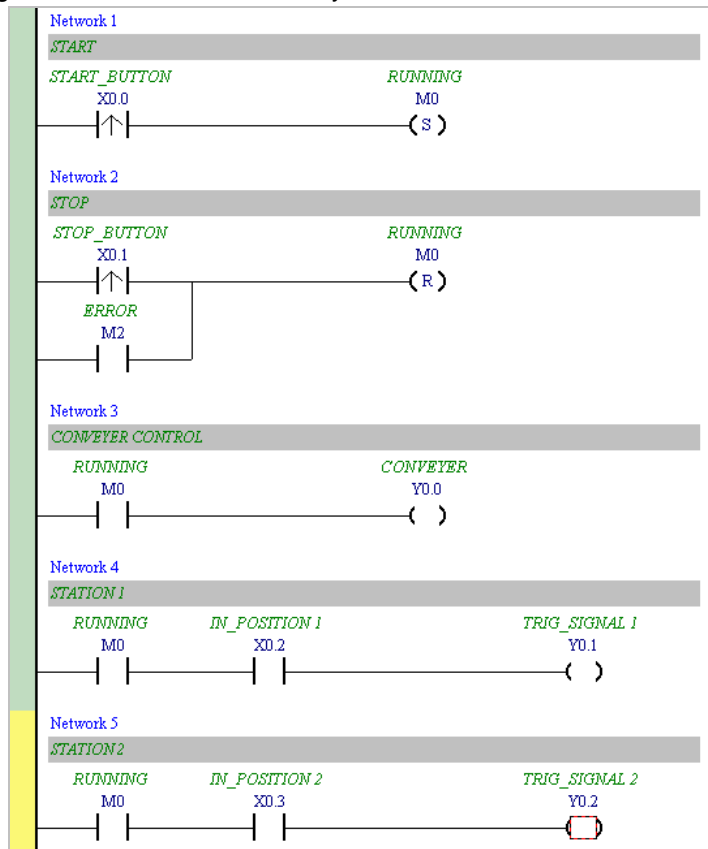 Network 1
START
START_BUTTON RUNNING
X0.0 M0
S
Network 2
STOP
STOP_BUTTON RUNNING
X0.1 M0
R
ERROR
M2
Network 3
CONVEYER CONTROL
RUNNING CONVEYER
M0 Y0.0
Network 4
STATION 1
RUNNING IN_POSITION 1 TRIG_SIGNAL 1
M0 X0.2 Y0.1
Network 5
STATION 2
RUNNING IN_POSITION 2 TRIG_SIGNAL 2
M0 X0.3 Y0.2